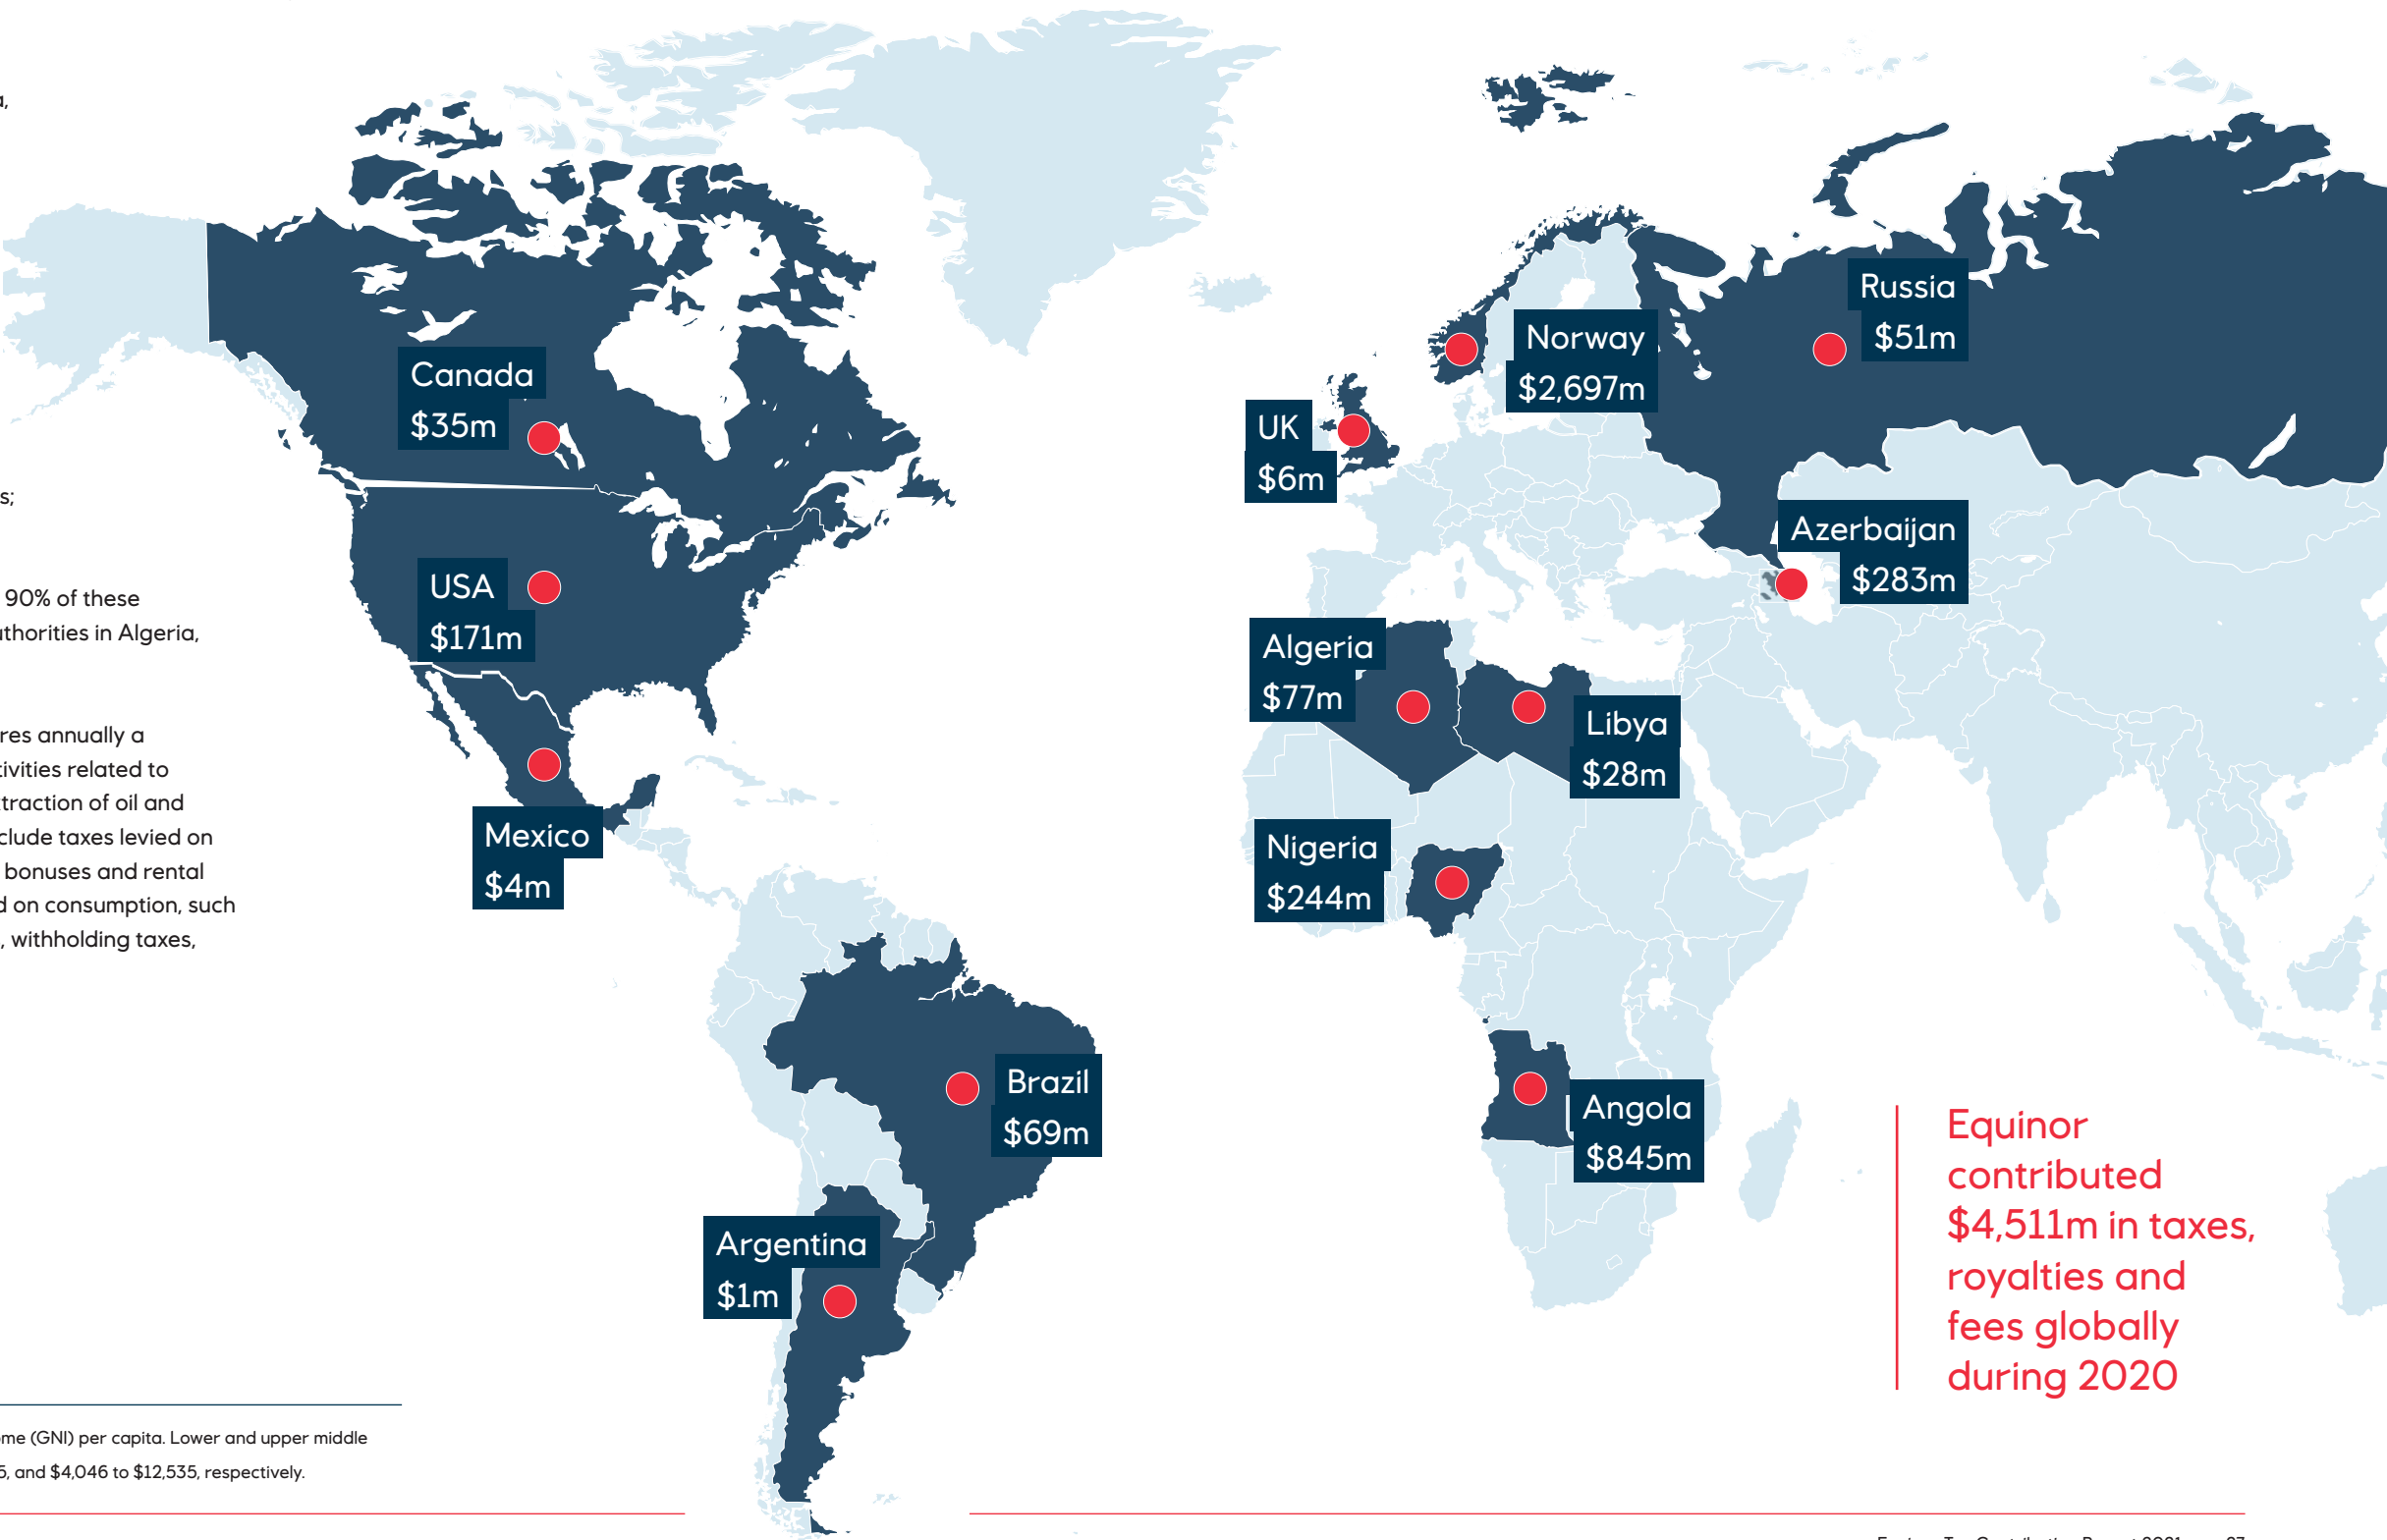 s;
90% of these
uthorities in Algeria,
res annually a
tivities related to
traction of oil and
clude taxes levied on
bonuses and rental
d on consumption, such
, withholding taxes,
me (GNI) per capita. Lower and upper middle
5, and $4,046 to $12,535, respectively.
Canada
$35m
USA
$171m
Mexico
$4m
Brazil
$69m
Argentina
$1m
Norway
$2,697m
Russia
$51m
UK
$6m
Azerbaijan
$283m
Algeria
$77m
Libya
$28m
Nigeria
$244m
Angola
$845m
Equinor
contributed
$4,511m in taxes,
royalties and
fees globally
during 2020